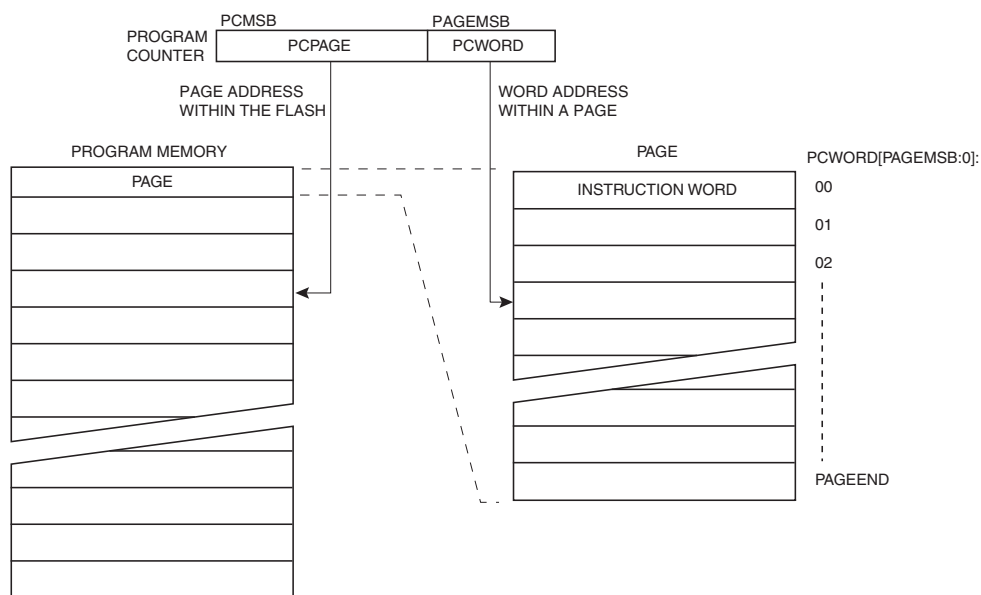 PCMSB
PAGEMSB
PROGRAM
COUNTER
PCPAGE
PCWORD
PAGE ADDRESS
WITHIN THE FLASH
WORD ADDRESS
WITHIN A PAGE
PROGRAM MEMORY
PAGE
PAGE
INSTRUCTION WORD
PCWORD[PAGEMSB:0]:
00
01
02
PAGEEND